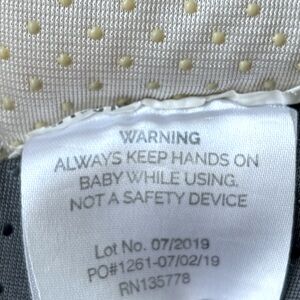 WARNING
ALWAYS KEEP HANDS ON
BABY WHILE USING.
NOT A SAFETY DEVICE
Lot No. 07/2019
PO#1261-07/02/19
RN135778